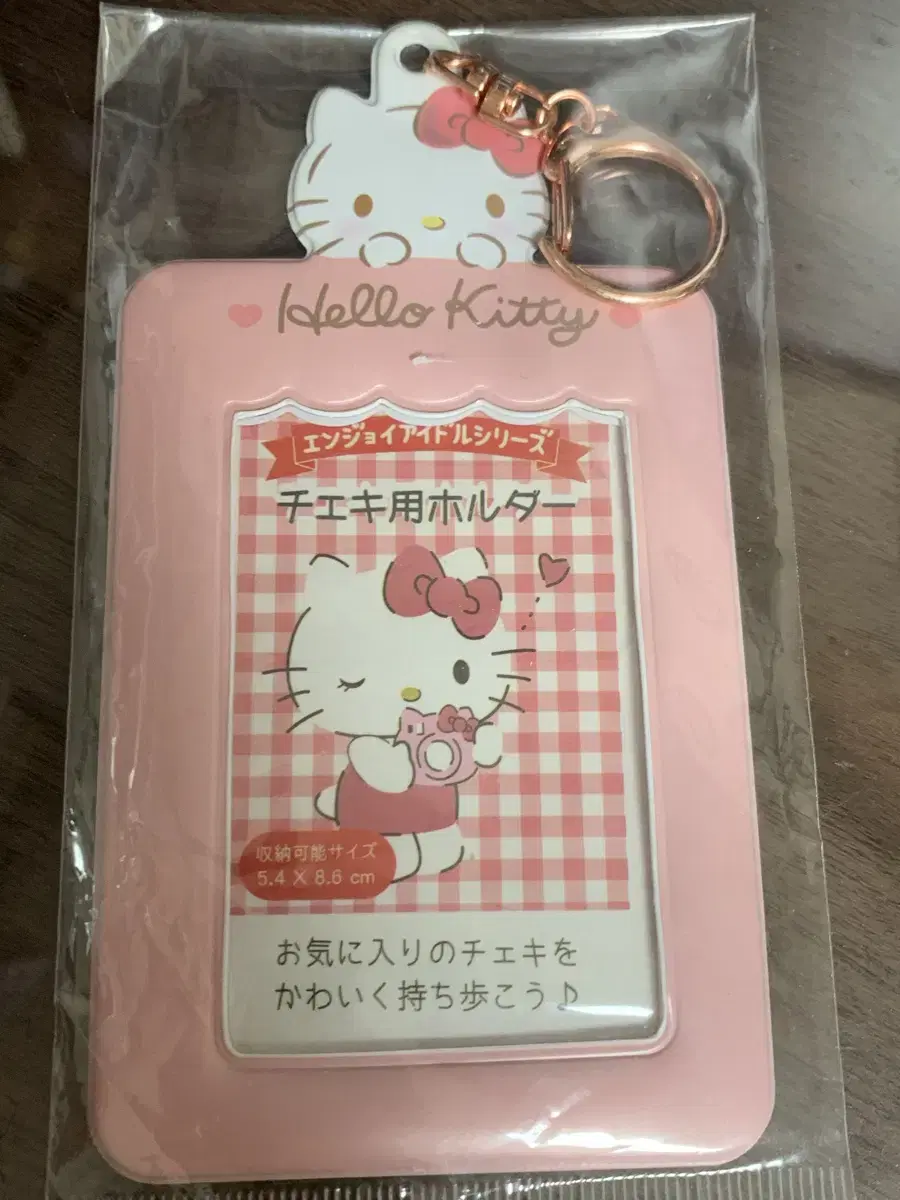 Hello Kitty
エンジョイアイドルシリーズ
チェキ用ホルダー
収納可能サイズ
5.4 × 8.6 cm
お気に入りのチェキを
かわいく持ち歩こう♪